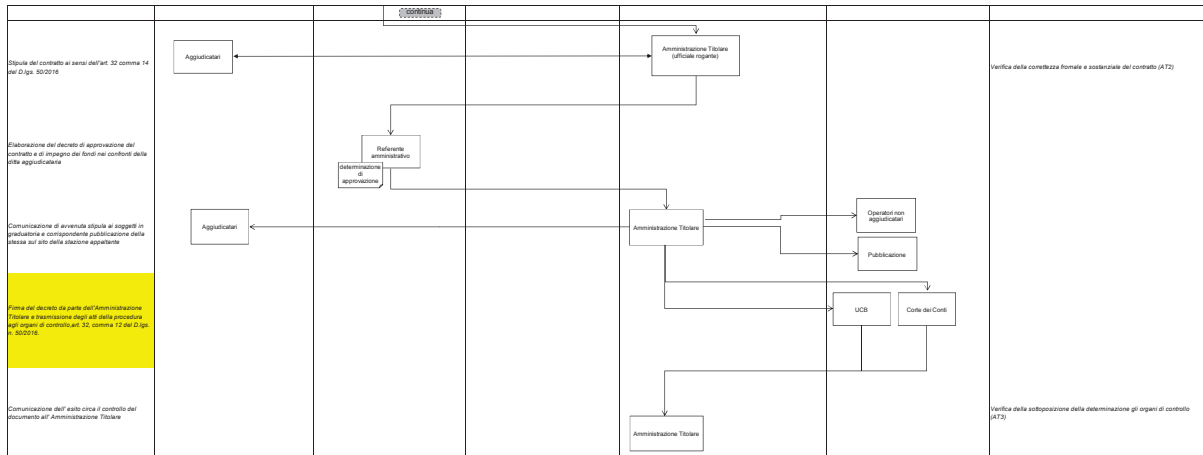 continua
Stipula del contratto ai sensi dell'art. 32 comma 14
del D.lgs. 50/2016
Aggiudicatari
Amministrazione Titolare
(ufficiale rogante)
Verifica della correttezza fromale e sostanziale del contratto (AT2)
Elaborazione del decreto di approvazione del
contratto e di impegno dei fondi nei confronti della
ditta aggiudicataria
Referente
amministrativo
determinazione
di
approvazione
Comunicazione di avvenuta stipula ai soggetti in
graduatoria e corrispondente pubblicazione della
stessa sul sito della stazione appaltante
Aggiudicatari
Amministrazione Titolare
Operatori non
aggiudicatari
Pubblicazione
Firma del decreto da parte dell'Amministrazione
Titolare e trasmissione degli atti della procedura
agli organi di controllo,art. 32, comma 12 del D.lgs.
n. 50/2016.
UCB
Corte dei Conti
Comunicazione dell' esito circa il controllo del
documento all' Amministrazione Titolare
Amministrazione Titolare
Verifica della sottoposizione della determinazione gli organi di controllo
(AT3)